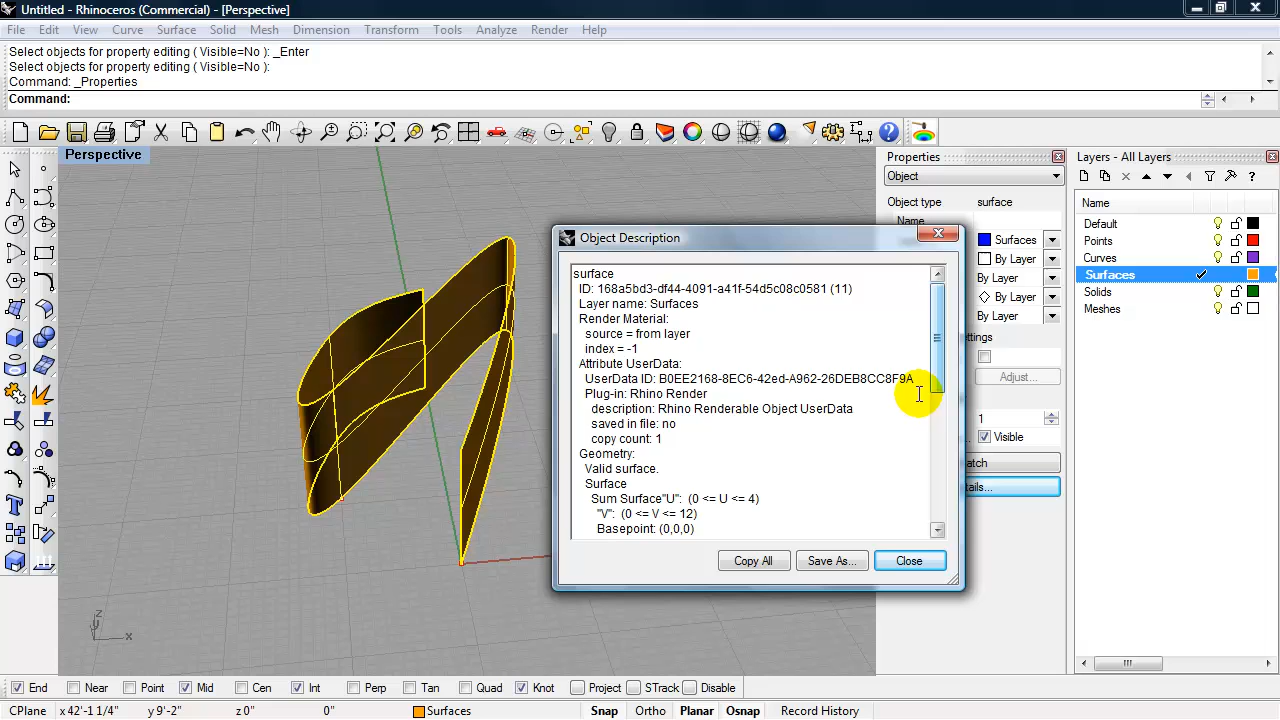 Untitled - Rhinoceros (Commercial) - [Perspective]
File Edit View Curve Surface Solid Mesh Dimension Transform Tools Analyze Render Help
Select objects for property editing ( Visible=No ): _Enter
Select objects for property editing ( Visible=No ):
Command: _Properties
Command:
Perspective
Properties
Layers - All Layers
Object
Object type surface
Name
Name
Default
Points
Curves
Surfaces
Solids
Meshes
Surfaces
By Layer
By Layer
By Layer
By Layer
ettings
Adjust...
1
Visible
atch
tails...
Object Description
surface
ID: 168a5bd3-df44-4091-a41f-54d5c08c0581 (11)
Layer name: Surfaces
Render Material:
source = from layer
index = -1
Attribute UserData:
UserData ID: B0EE2168-8EC6-42ed-A962-26DEB8CC8F9A
Plug-in: Rhino Render
description: Rhino Renderable Object UserData
saved in file: no
copy count: 1
Geometry:
Valid surface.
Surface
Sum Surface"U": (0 <= U <= 4)
"V": (0 <= V <= 12)
Basepoint: (0,0,0)
Copy All Save As... Close
z
y
x
End Near Point Mid Cen Int Perp Tan Quad Knot Project STrack Disable
CPlane x 42'-1 1/4" y 9'-2" z 0" 0" Surfaces Snap Ortho Planar Osnap Record History